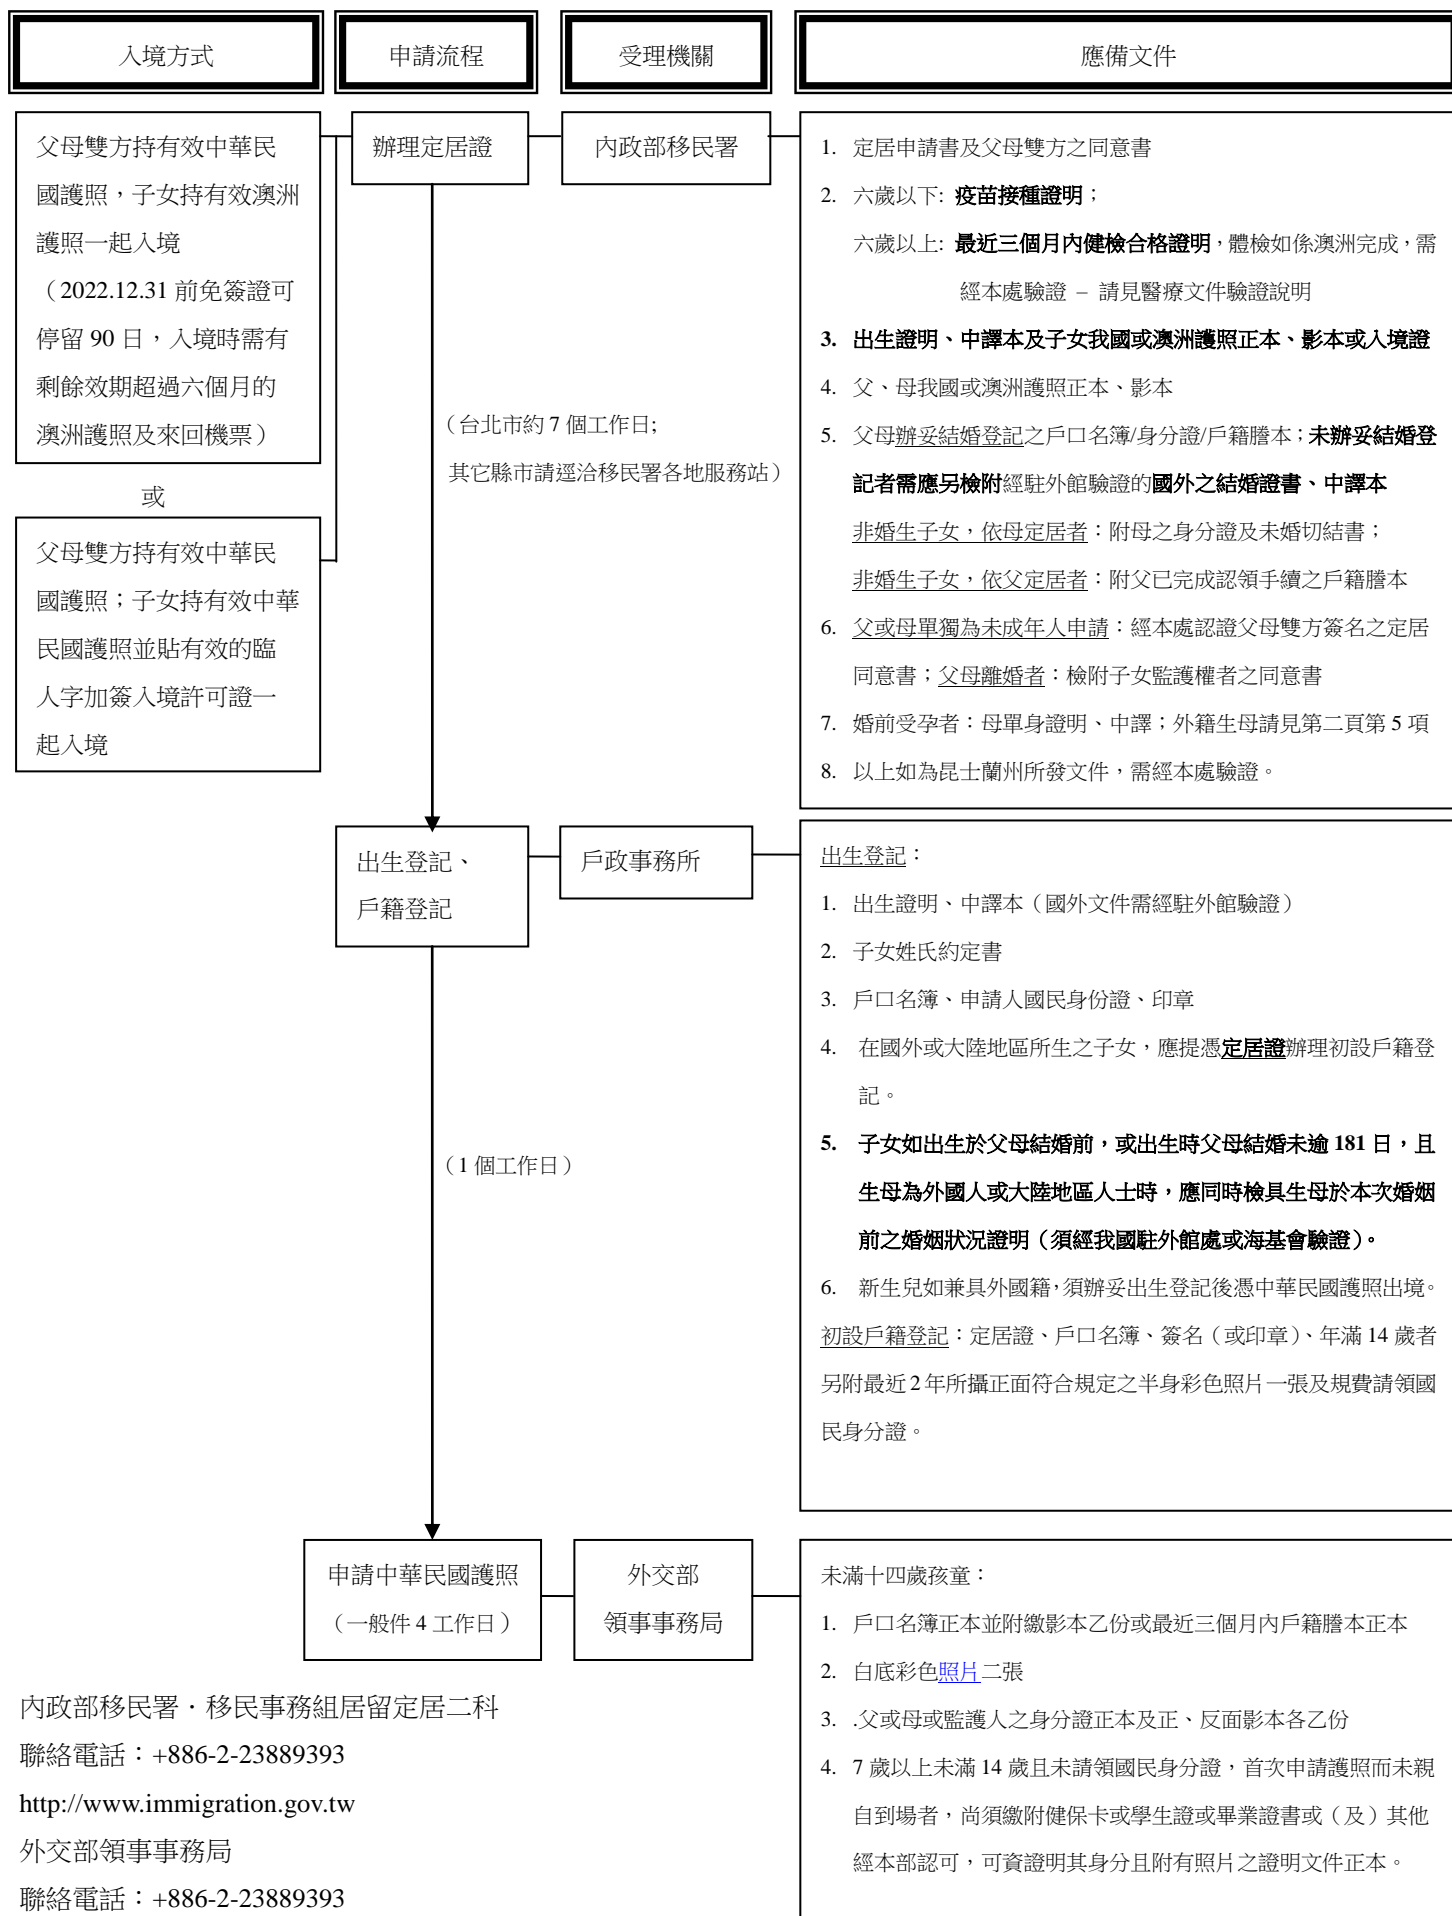 入境方式
申請流程
受理機關
應備文件
父母雙方持有效中華民
國護照，子女持有效澳洲
護照一起入境
（2022.12.31 前免簽證可
停留 90 日，入境時需有
剩餘效期超過六個月的
澳洲護照及來回機票）
或
父母雙方持有效中華民
國護照；子女持有效中華
民國護照並貼有效的臨
人字加簽入境許可證一
起入境
辦理定居證
內政部移民署
1. 定居申請書及父母雙方之同意書
2. 六歲以下: 疫苗接種證明；
六歲以上: 最近三個月內健檢合格證明，體檢如係澳洲完成，需
經本處驗證 – 請見醫療文件驗證說明
3. 出生證明、中譯本及子女我國或澳洲護照正本、影本或入境證
4. 父、母我國或澳洲護照正本、影本
5. 父母辦妥結婚登記之戶口名簿/身分證/戶籍謄本；未辦妥結婚登
記者需應另檢附經駐外館驗證的國外之結婚證書、中譯本
非婚生子女，依母定居者：附母之身分證及未婚切結書；
非婚生子女，依父定居者：附父已完成認領手續之戶籍謄本
6. 父或母單獨為未成年人申請：經本處認證父母雙方簽名之定居
同意書；父母離婚者：檢附子女監護權者之同意書
7. 婚前受孕者：母單身證明、中譯；外籍生母請見第二頁第 5 項
8. 以上如為昆士蘭州所發文件，需經本處驗證。
（台北市約 7 個工作日;
其它縣市請逕洽移民署各地服務站）
出生登記、
戶籍登記
戶政事務所
出生登記：
1. 出生證明、中譯本（國外文件需經駐外館驗證）
2. 子女姓氏約定書
3. 戶口名簿、申請人國民身份證、印章
4. 在國外或大陸地區所生之子女，應提憑定居證辦理初設戶籍登
記。
5. 子女如出生於父母結婚前，或出生時父母結婚未逾 181 日，且
生母為外國人或大陸地區人士時，應同時檢具生母於本次婚姻
前之婚姻狀況證明（須經我國駐外館處或海基會驗證）。
6. 新生兒如兼具外國籍，須辦妥出生登記後憑中華民國護照出境。
初設戶籍登記：定居證、戶口名簿、簽名（或印章）、年滿 14 歲者
另附最近 2 年所攝正面符合規定之半身彩色照片一張及規費請領國
民身分證。
（1 個工作日）
申請中華民國護照
（一般件 4 工作日）
外交部
領事事務局
未滿十四歲孩童：
1. 戶口名簿正本並附繳影本乙份或最近三個月內戶籍謄本正本
2. 白底彩色照片二張
3. .父或母或監護人之身分證正本及正、反面影本各乙份
4. 7 歲以上未滿 14 歲且未請領國民身分證，首次申請護照而未親
自到場者，尚須繳附健保卡或學生證或畢業證書或（及）其他
經本部認可，可資證明其身分且附有照片之證明文件正本。
內政部移民署．移民事務組居留定居二科
聯絡電話：+886-2-23889393
http://www.immigration.gov.tw
外交部領事事務局
聯絡電話：+886-2-23889393